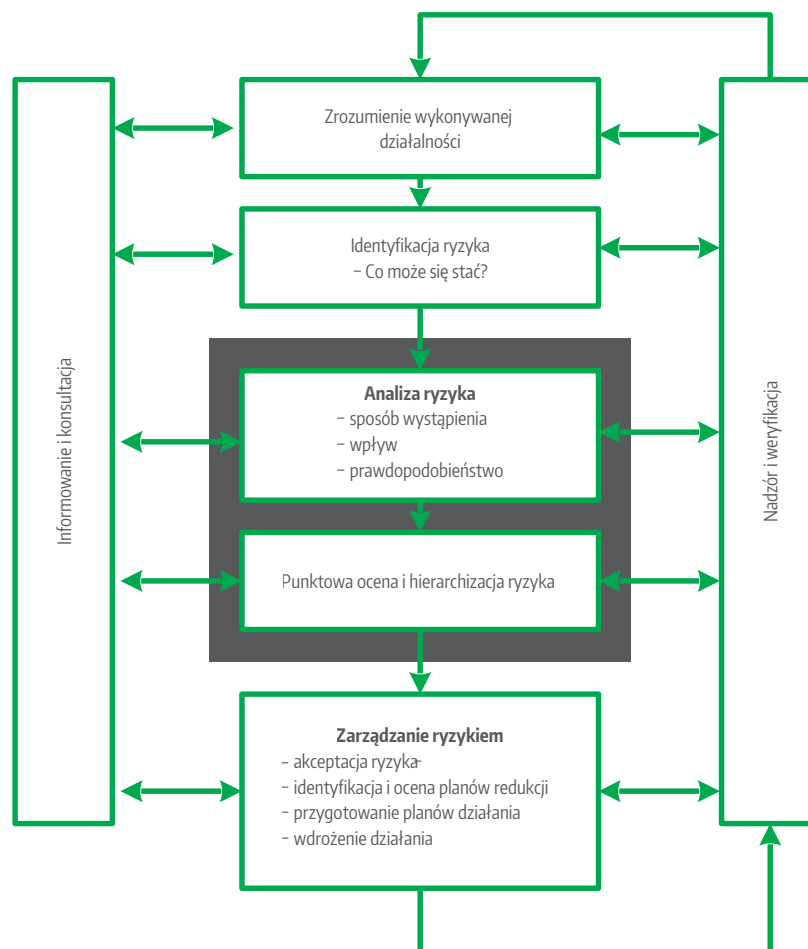 Zrozumienie wykonywanej
działalności
Identyfikacja ryzyka
– Co może się stać?
Informowanie i konsultacja
Nadzór i weryfikacja
Analiza ryzyka
– sposób wystąpienia
– wpływ
– prawdopodobieństwo
Punktowa ocena i hierarchizacja ryzyka
Zarządzanie ryzykiem
– akceptacja ryzyka–
– identyfikacja i ocena planów redukcji
– przygotowanie planów działania
– wdrożenie działania